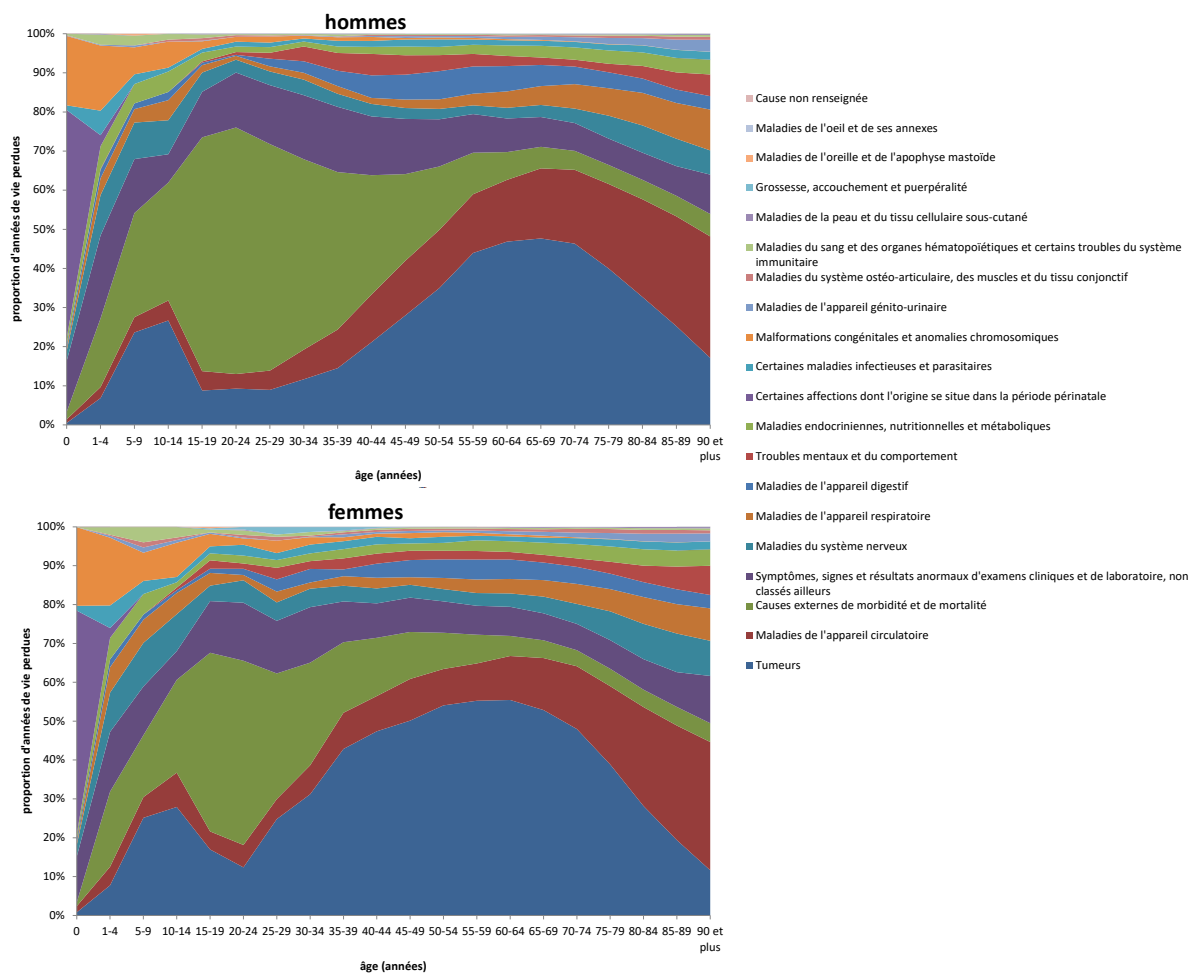 hommes
proportion d'années de vie perdues
100%
90%
80%
70%
60%
50%
40%
30%
20%
10%
0%
0 1-4 5-9 10-14 15-19 20-24 25-29 30-34 35-39 40-44 45-49 50-54 55-59 60-64 65-69 70-74 75-79 80-84 85-89 90 et
plus
âge (années)
femmes
proportion d'années de vie perdues
100%
90%
80%
70%
60%
50%
40%
30%
20%
10%
0%
0 1-4 5-9 10-14 15-19 20-24 25-29 30-34 35-39 40-44 45-49 50-54 55-59 60-64 65-69 70-74 75-79 80-84 85-89 90 et
plus
âge (années)
Cause non renseignée
Maladies de l'oeil et de ses annexes
Maladies de l'oreille et de l'apophyse mastoïde
Grossesse, accouchement et puerpéralité
Maladies de la peau et du tissu cellulaire sous-cutané
Maladies du sang et des organes hématopoïétiques et certains troubles du système
immunitaire
Maladies du système ostéo-articulaire, des muscles et du tissu conjonctif
Maladies de l'appareil génito-urinaire
Malformations congénitales et anomalies chromosomiques
Certaines maladies infectieuses et parasitaires
Certaines affections dont l'origine se situe dans la période périnatale
Maladies endocriniennes, nutritionnelles et métaboliques
Troubles mentaux et du comportement
Maladies de l'appareil digestif
Maladies de l'appareil respiratoire
Maladies du système nerveux
Symptômes, signes et résultats anormaux d'examens cliniques et de laboratoire, non
classés ailleurs
Causes externes de morbidité et de mortalité
Maladies de l'appareil circulatoire
Tumeurs